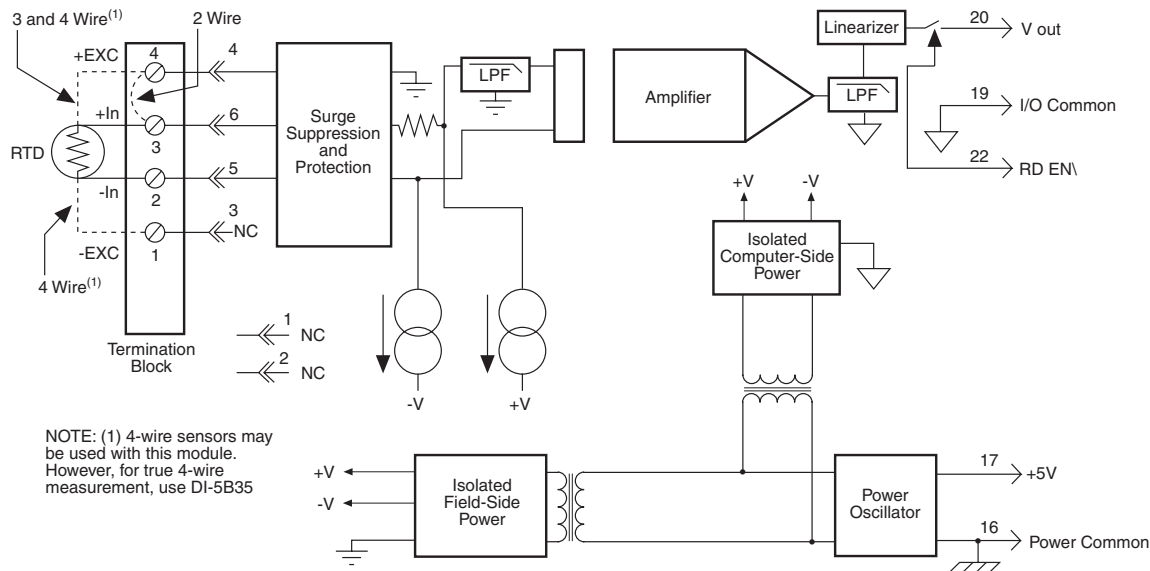 3 and 4 Wire(1)
2 Wire
+EXC
4
4
+In
3
6
RTD
-In
2
5
-EXC
1
3
NC
4 Wire(1)
Termination
Block
1
NC
2
NC
Surge
Suppression
and
Protection
LPF
-V
+V
Amplifier
Linearizer
LPF
20
V out
19
I/O Common
22
RD EN\
+V
-V
Isolated
Computer-Side
Power
NOTE: (1) 4-wire sensors may
be used with this module.
However, for true 4-wire
measurement, use DI-5B35
+V
-V
Isolated
Field-Side
Power
Power
Oscillator
17
+5V
16
Power Common